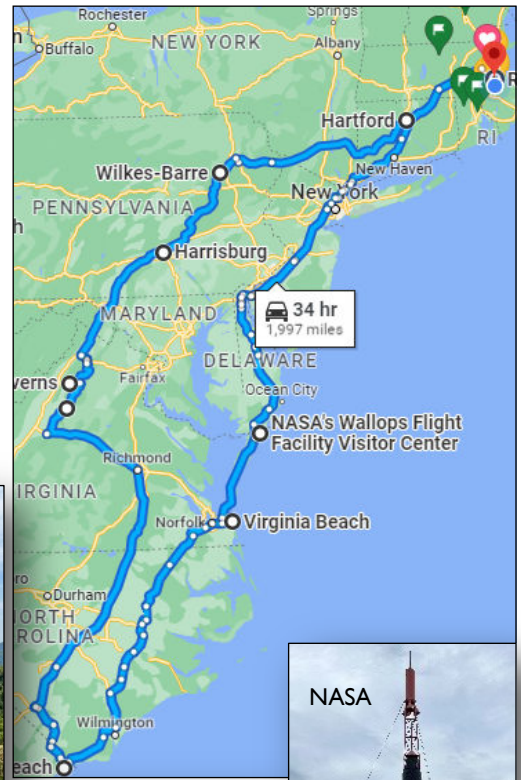 Rochester
Springs
Buffalo
NEW YORK
Albany
Hartford
RI
New Haven
Wilkes-Barre
New York
PENNSYLVANIA
Harrisburg
34 hr
1,997 miles
MARYLAND
DELAWARE
Fairfax
verns
Ocean City
NASA's Wallops Flight
Facility Visitor Center
Richmond
IRGINIA
Norfolk
Virginia Beach
ro
Durham
ORTH
ROLINA
NASA
Wilmington
each